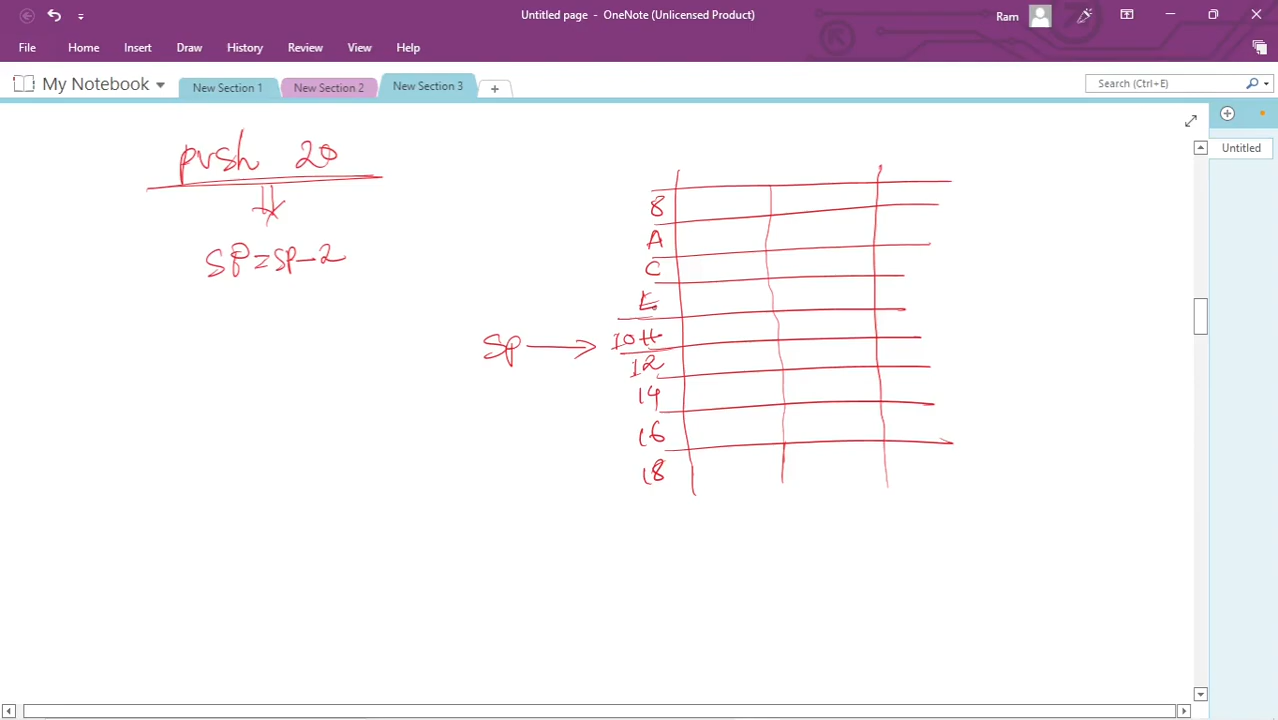 Untitled page - OneNote (Unlicensed Product)
Ram
File Home Insert Draw History Review View Help
My Notebook New Section 1 New Section 2 New Section 3
Search (Ctrl+E)
Untitled
push 20
SP=SP-2
8
A
C
E
SP 10H
12
14
16
18